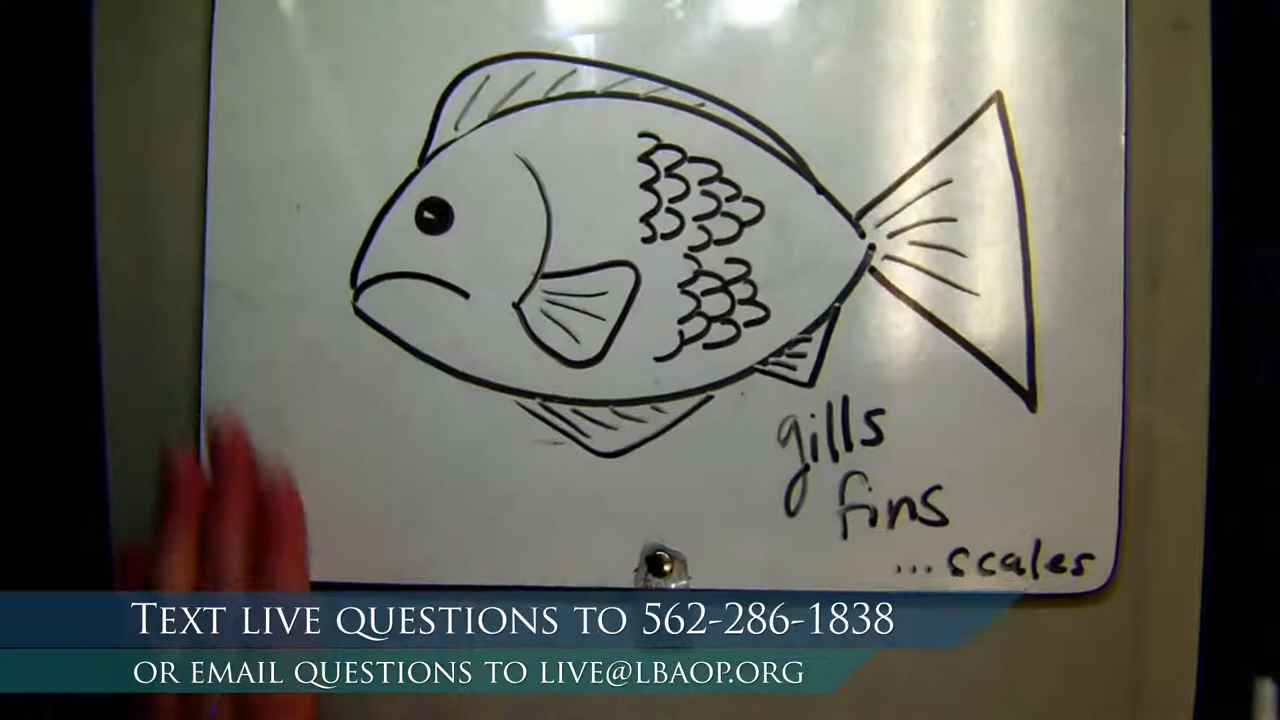 gills
fins
...scales
TEXT LIVE QUESTIONS TO 562-286-1838
OR EMAIL QUESTIONS TO LIVE@LBAOP.ORG